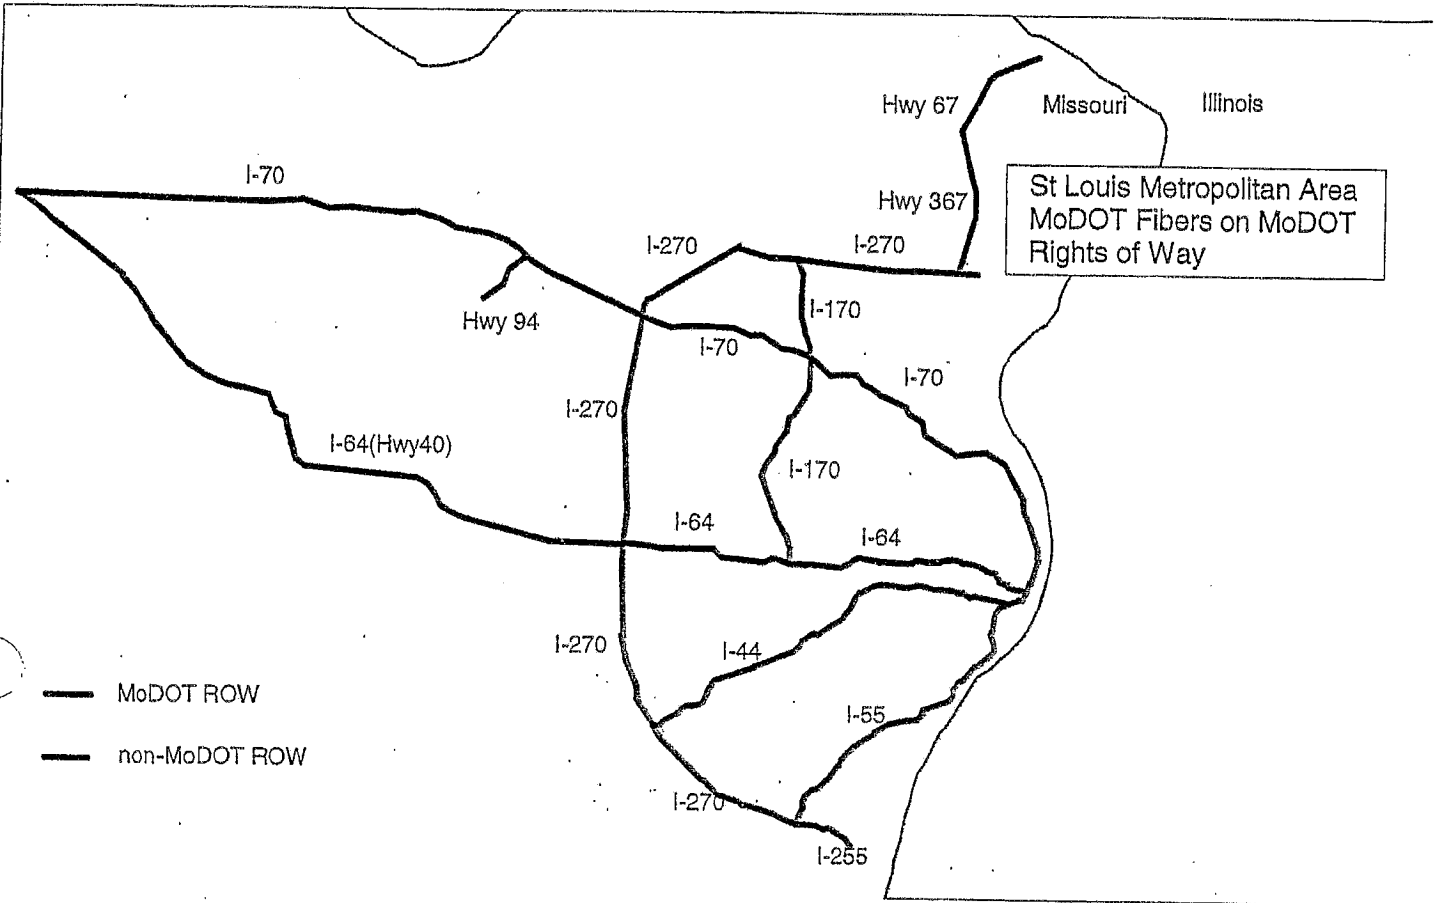 Hwy 67
Missouri
Illinois
I-70
Hwy 367
St Louis Metropolitan Area
MoDOT Fibers on MoDOT
Rights of Way
I-270
I-270
Hwy 94
I-170
I-70
I-70
I-270
I-64(Hwy40)
I-170
I-64
I-64
I-270
I-44
MoDOT ROW
I-55
non-MoDOT ROW
I-270
I-255